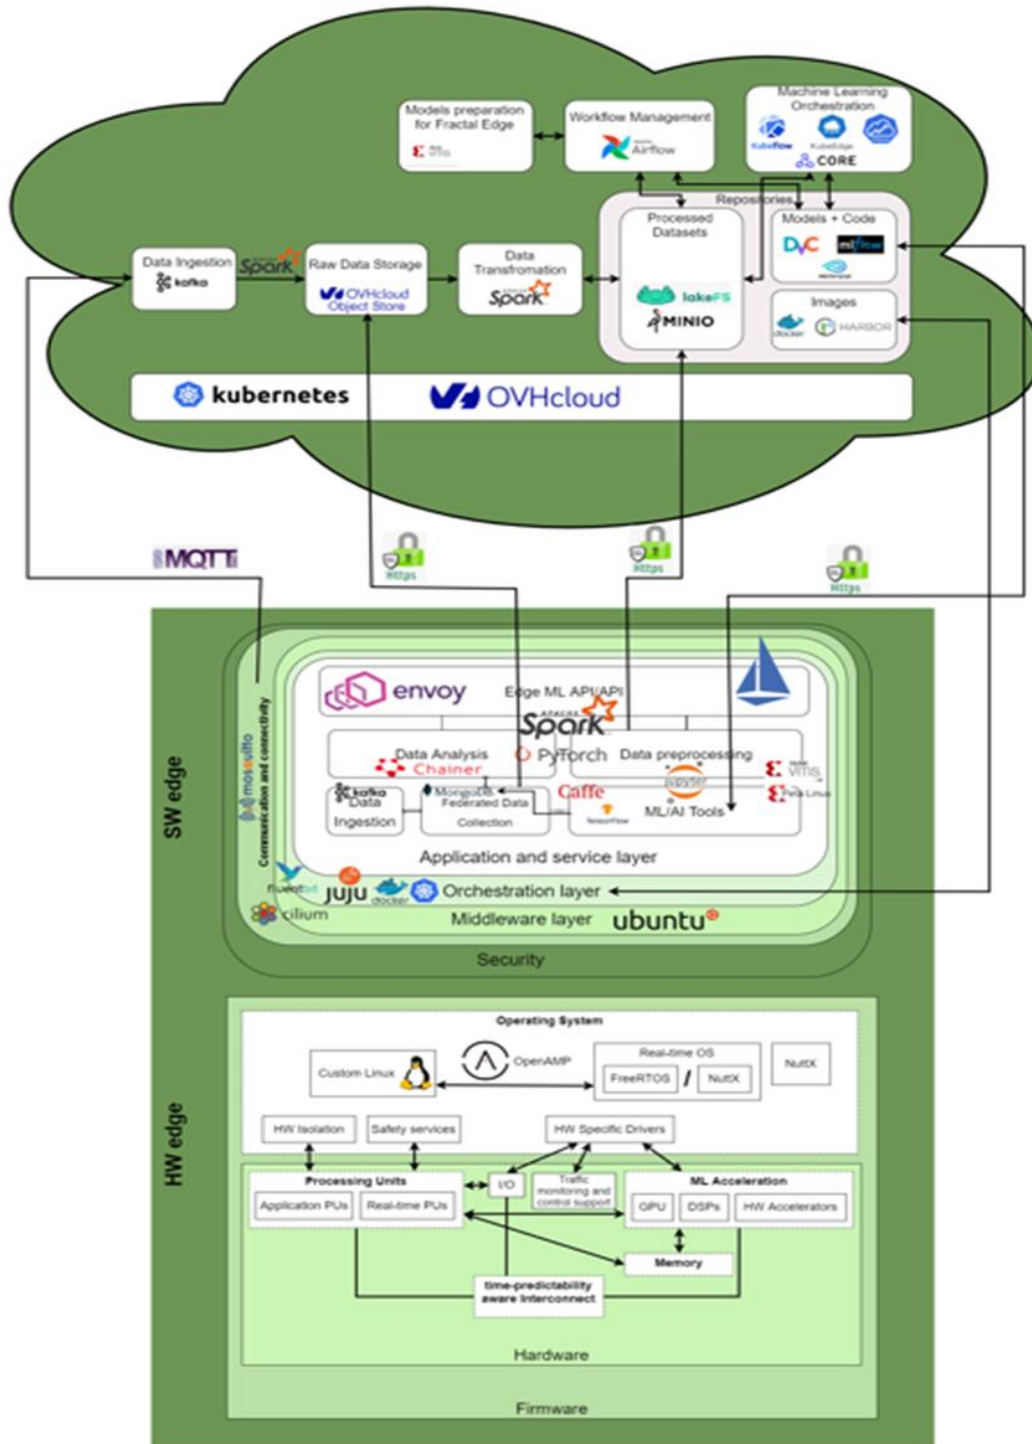 Models preparation
for Fractal Edge
VITIS
Workflow Management
Airflow
Machine Learning
Orchestration
Kubeflow
KubeEdge
CORE
Repositories
Data Ingestion
kafka
Spark
Raw Data Storage
OVHcloud
Object Store
Data
Transfromation
Spark
Processed
Datasets
lakeFS
MINIO
Models + Code
DVC
mlflow
Images
docker
HARBOR
kubernetes
OVHcloud
MQTT
Https
Https
Https
SW edge
Communication and connectivity
mosquitto
envoy
Edge ML API/API
APACHE
Spark
Data Analysis
Chainer
PyTorch
Data preprocessing
jupyter
VITIS
Peta Linux
kafka
Data
Ingestion
MongoDB
Federated Data
Collection
Caffe
TensorFlow
ML/AI Tools
Application and service layer
fluentbit
juju
docker
Orchestration layer
cilium
Middleware layer
ubuntu
Security
HW edge
Operating System
Custom Linux
OpenAMP
Real-time OS
FreeRTOS
/
NuttX
NuttX
HW Isolation
Safety services
HW Specific Drivers
Processing Units
Application PUs
Real-time PUs
I/O
Traffic
monitoring and
control support
ML Acceleration
GPU
DSPs
HW Accelerators
Memory
time-predictability
aware Interconnect
Hardware
Firmware